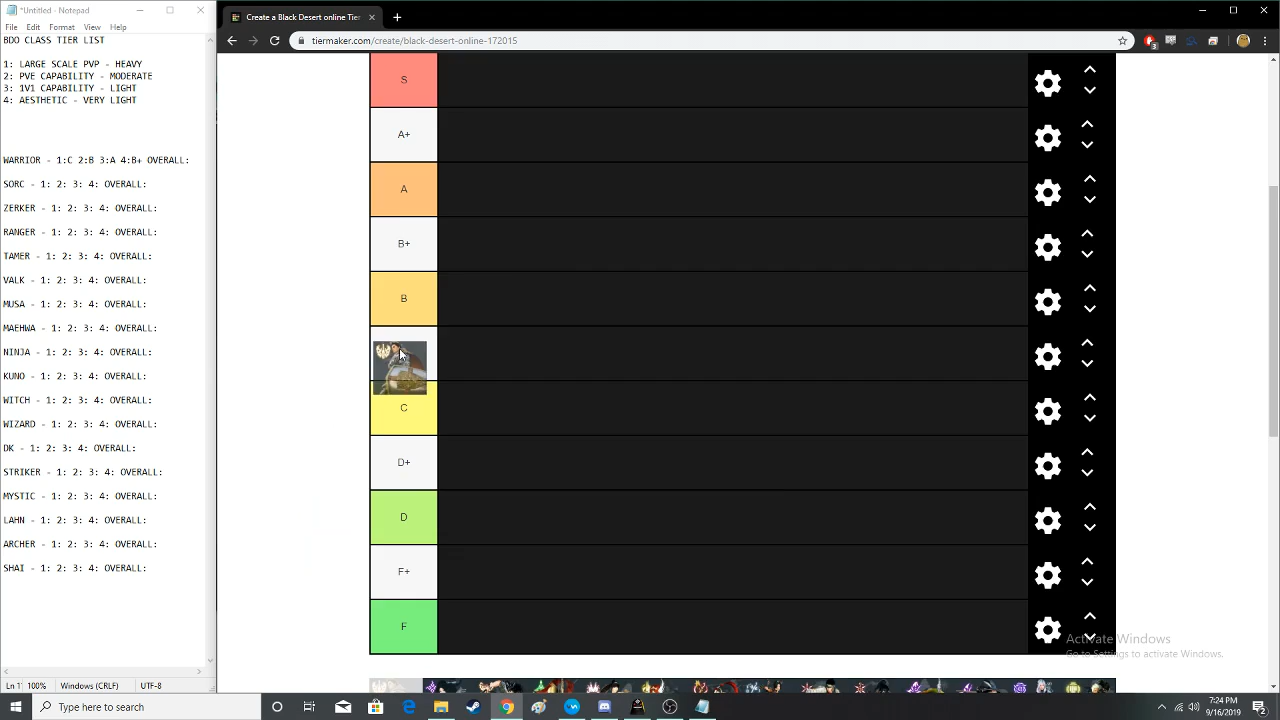 *Untitled - Notepad
File Edit Format View Help
BDO CLASS TIER LIST
1: LARGE SCALE PVP - HEAVY
2: PVE CAPABILITY - MODERATE
3: 1V1 CAPABILITY - LIGHT
4: AESTHETIC - VERY LIGHT
WARRIOR - 1:C 2:B 3:A 4:B+ OVERALL:
SORC - 1: 2: 3: 4: OVERALL:
ZERKER - 1: 2: 3: 4: OVERALL:
RANGER - 1: 2: 3: 4: OVERALL:
TAMER - 1: 2: 3: 4: OVERALL:
VALK - 1: 2: 3: 4: OVERALL:
MUSA - 1: 2: 3: 4: OVERALL:
MAEHWA - 1: 2: 3: 4: OVERALL:
NINJA - 1: 2: 3: 4: OVERALL:
KUNO - 1: 2: 3: 4: OVERALL:
WITCH - 1: 2: 3: 4: OVERALL:
WIZARD - 1: 2: 3: 4: OVERALL:
DK - 1: 2: 3: 4: OVERALL:
STRIKER - 1: 2: 3: 4: OVERALL:
MYSTIC - 1: 2: 3: 4: OVERALL:
LAHN - 1: 2: 3: 4: OVERALL:
ARCHER - 1: 2: 3: 4: OVERALL:
SHAI - 1: 2: 3: 4: OVERALL:
Ln 1; 100% Windows (CRLF) UTF-8
Create a Black Desert online Tier
tiermaker.com/create/black-desert-online-172015
3
S
A+
A
B+
B
C
D+
D
F+
F
Activate Windows
Go to Settings to activate Windows.
Type here to search
7:24 PM
9/16/2019